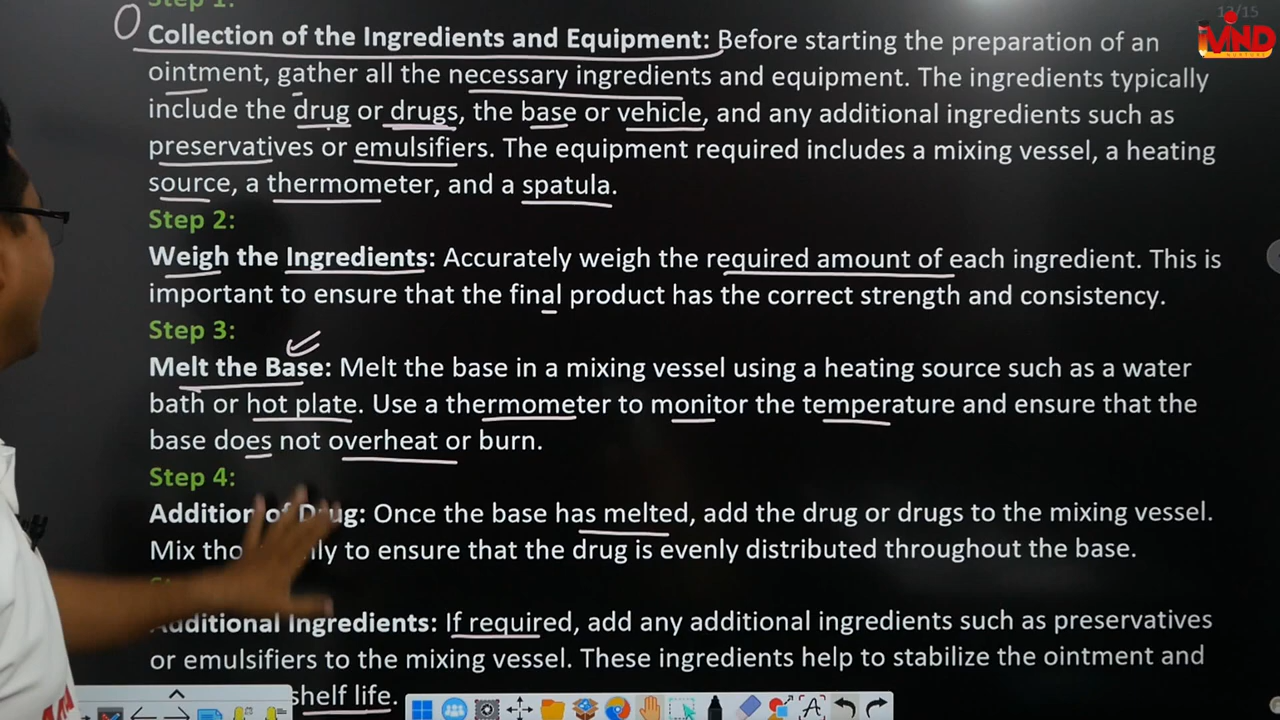 Step 1:
13/15
MIND
Collection of the Ingredients and Equipment: Before starting the preparation of an
ointment, gather all the necessary ingredients and equipment. The ingredients typically
include the drug or drugs, the base or vehicle, and any additional ingredients such as
preservatives or emulsifiers. The equipment required includes a mixing vessel, a heating
source, a thermometer, and a spatula.
Step 2:
Weigh the Ingredients: Accurately weigh the required amount of each ingredient. This is
important to ensure that the final product has the correct strength and consistency.
Step 3:
Melt the Base: Melt the base in a mixing vessel using a heating source such as a water
bath or hot plate. Use a thermometer to monitor the temperature and ensure that the
base does not overheat or burn.
Step 4:
Addition of Drug: Once the base has melted, add the drug or drugs to the mixing vessel.
Mix to ensure that the drug is evenly distributed throughout the base.
Additional Ingredients: If required, add any additional ingredients such as preservatives
or emulsifiers to the mixing vessel. These ingredients help to stabilize the ointment and
shelf life.